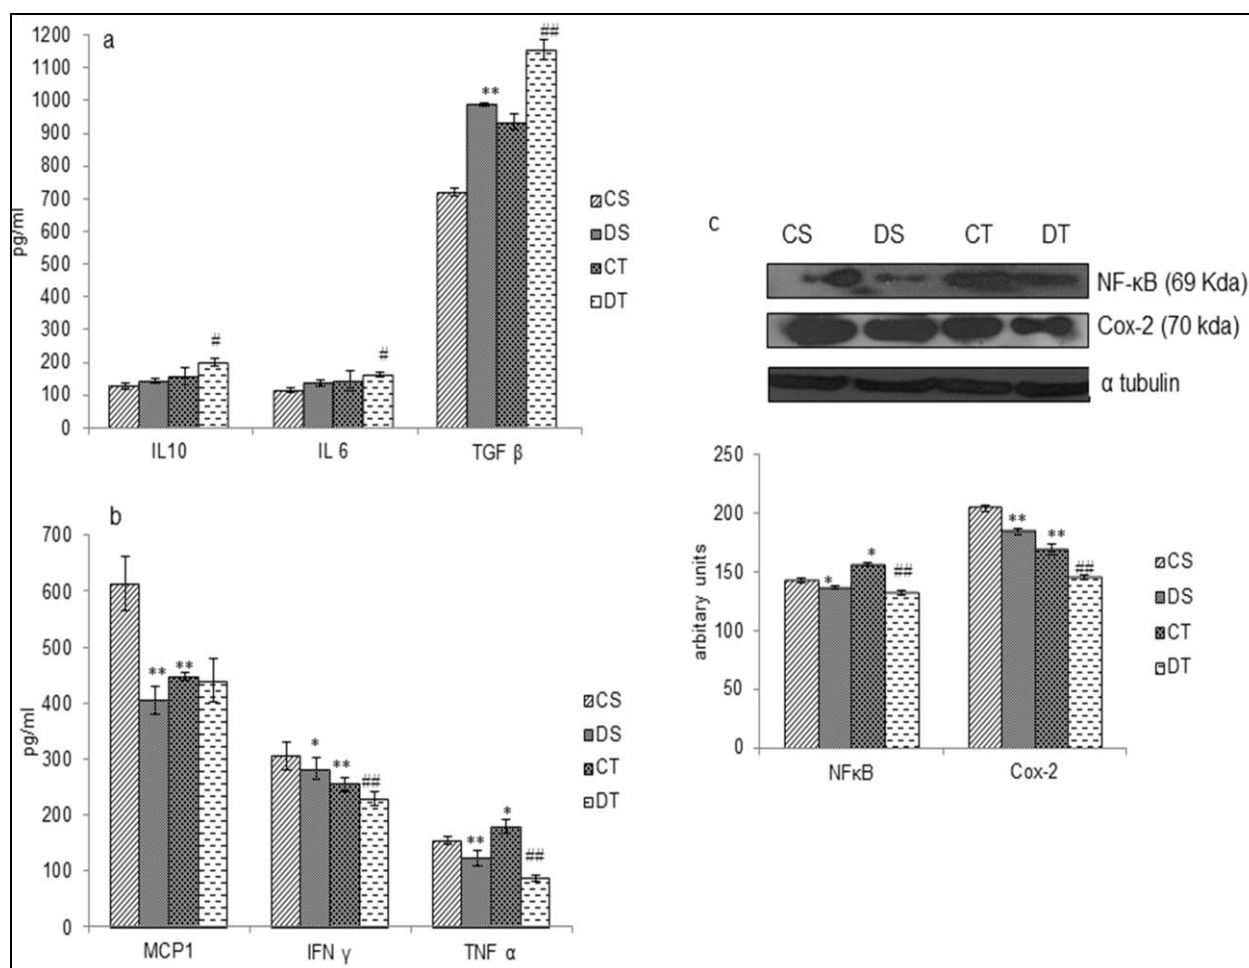 a
1200
1100
1000
900
800
700
600
500
400
300
200
100
0
pg/ml
#
#
**
##
IL10 IL 6 TGF β
CS
DS
CT
DT
b
700
600
500
400
300
200
100
0
pg/ml
** **
* ** ##
** * ##
MCP1 IFN γ TNF α
CS
DS
CT
DT
c
CS DS CT DT
NF-κB (69 Kda)
Cox-2 (70 kda)
α tubulin
250
200
150
100
50
0
arbitary units
* * ##
** ** ##
NFκB Cox-2
CS
DS
CT
DT